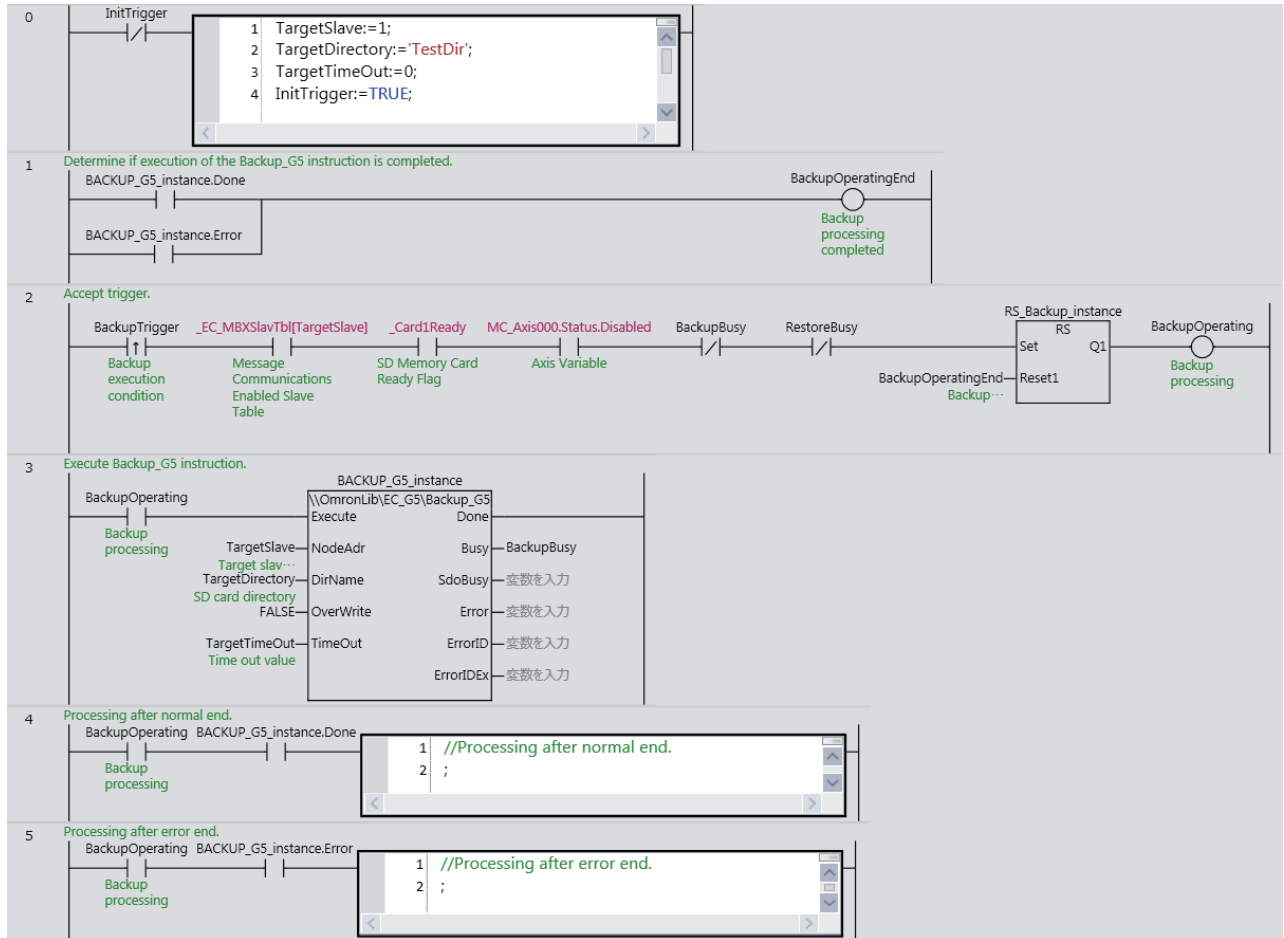 0
InitTrigger
1 TargetSlave:=1;
2 TargetDirectory:='TestDir';
3 TargetTimeOut:=0;
4 InitTrigger:=TRUE;
1
Determine if execution of the Backup_G5 instruction is completed.
BACKUP_G5_instance.Done
BackupOperatingEnd
Backup
processing
completed
BACKUP_G5_instance.Error
2
Accept trigger.
RS_Backup_instance
BackupTrigger _EC_MBXSlavTbl[TargetSlave] _Card1Ready MC_Axis000.Status.Disabled BackupBusy RestoreBusy RS BackupOperating
Set Q1
Backup
execution
condition
Message
Communications
Enabled Slave
Table
SD Memory Card
Ready Flag
Axis Variable
BackupOperatingEnd Reset1
Backup…
Backup
processing
3
Execute Backup_G5 instruction.
BACKUP_G5_instance
BackupOperating
\\OmronLib\EC_G5\Backup_G5
Execute Done
Backup
processing
TargetSlave NodeAdr Busy BackupBusy
Target slav…
TargetDirectory DirName SdoBusy 変数を入力
SD card directory
FALSE OverWrite Error 変数を入力
TargetTimeOut TimeOut ErrorID 変数を入力
Time out value
ErrorIDEx 変数を入力
4
Processing after normal end.
BackupOperating BACKUP_G5_instance.Done
Backup
processing
1 //Processing after normal end.
2 ;
5
Processing after error end.
BackupOperating BACKUP_G5_instance.Error
Backup
processing
1 //Processing after error end.
2 ;